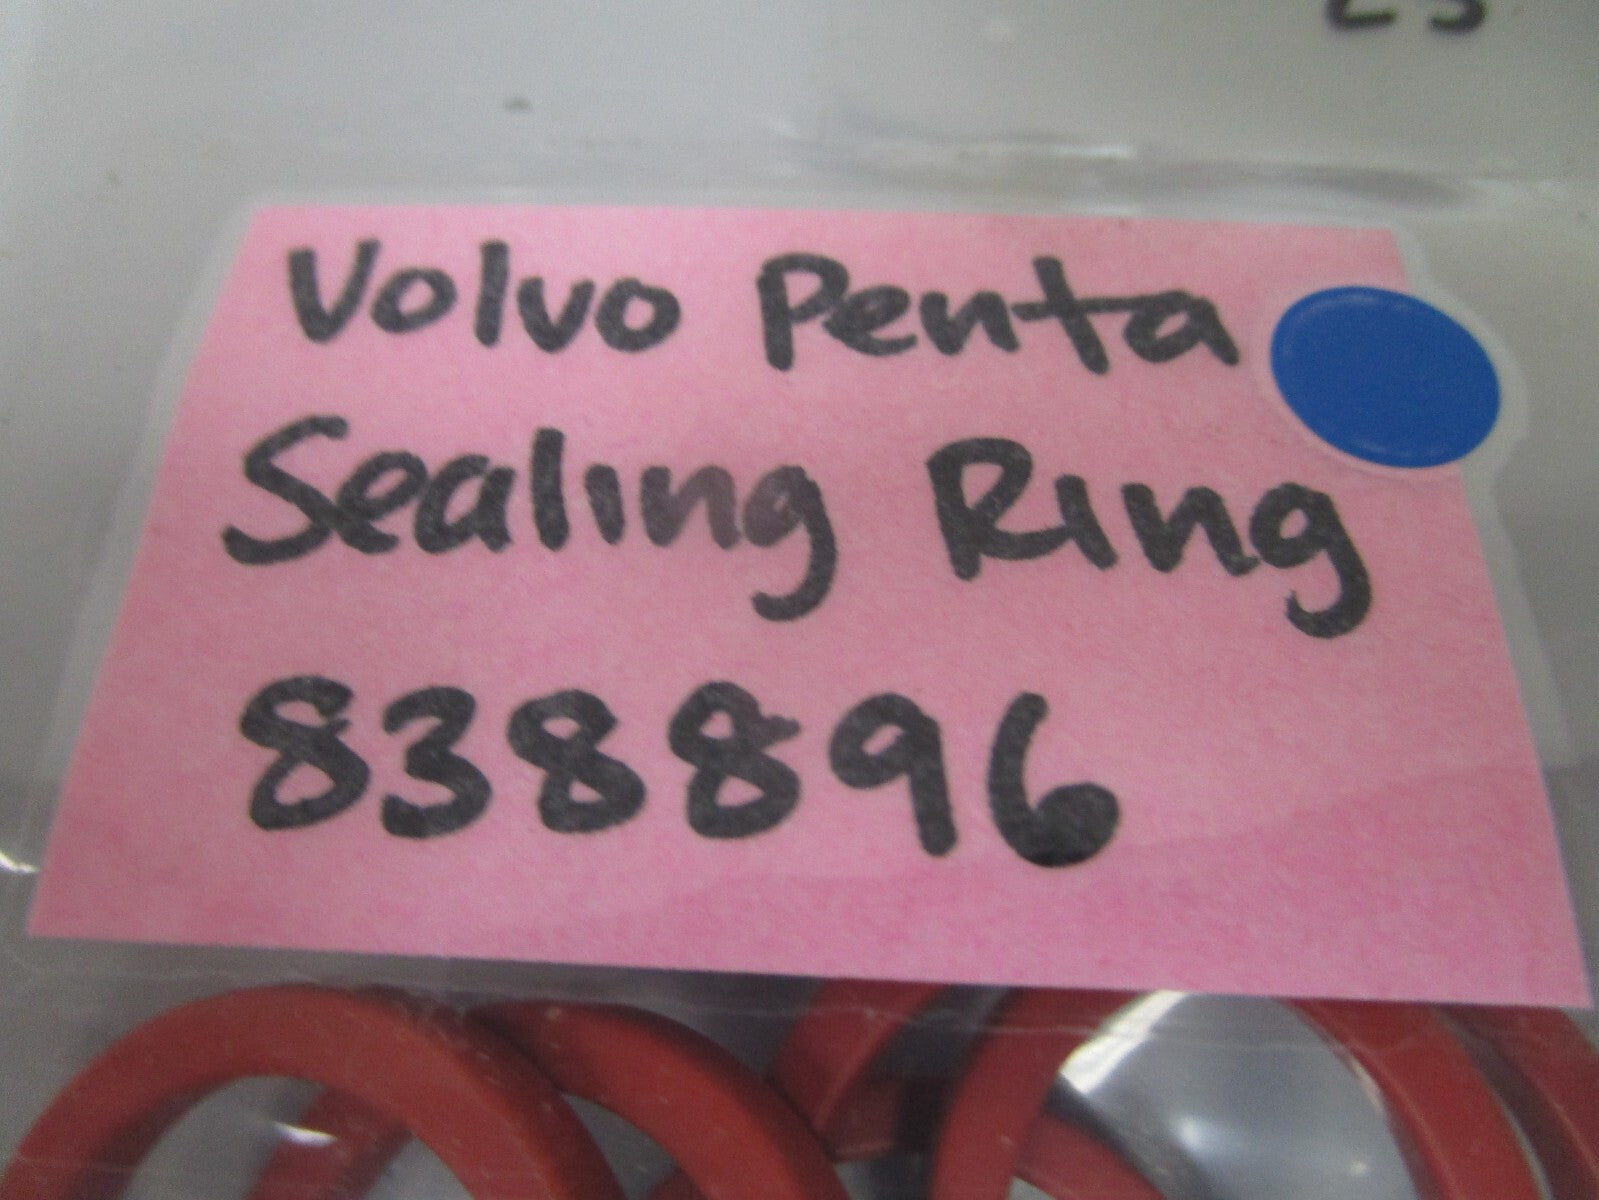 Volvo Penta
Sealing Ring
838896